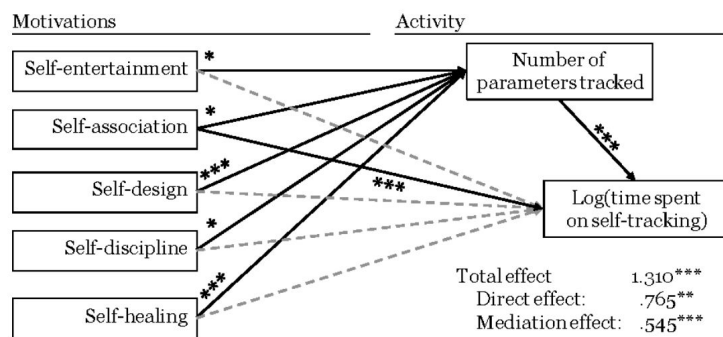 Motivations
Activity
Self-entertainment
*
Number of
parameters tracked
Self-association
*
***
Self-design
***
***
Log(time spent
on self-tracking)
Self-discipline
*
Self-healing
***
Total effect 1.310***
Direct effect: .765**
Mediation effect: .545***